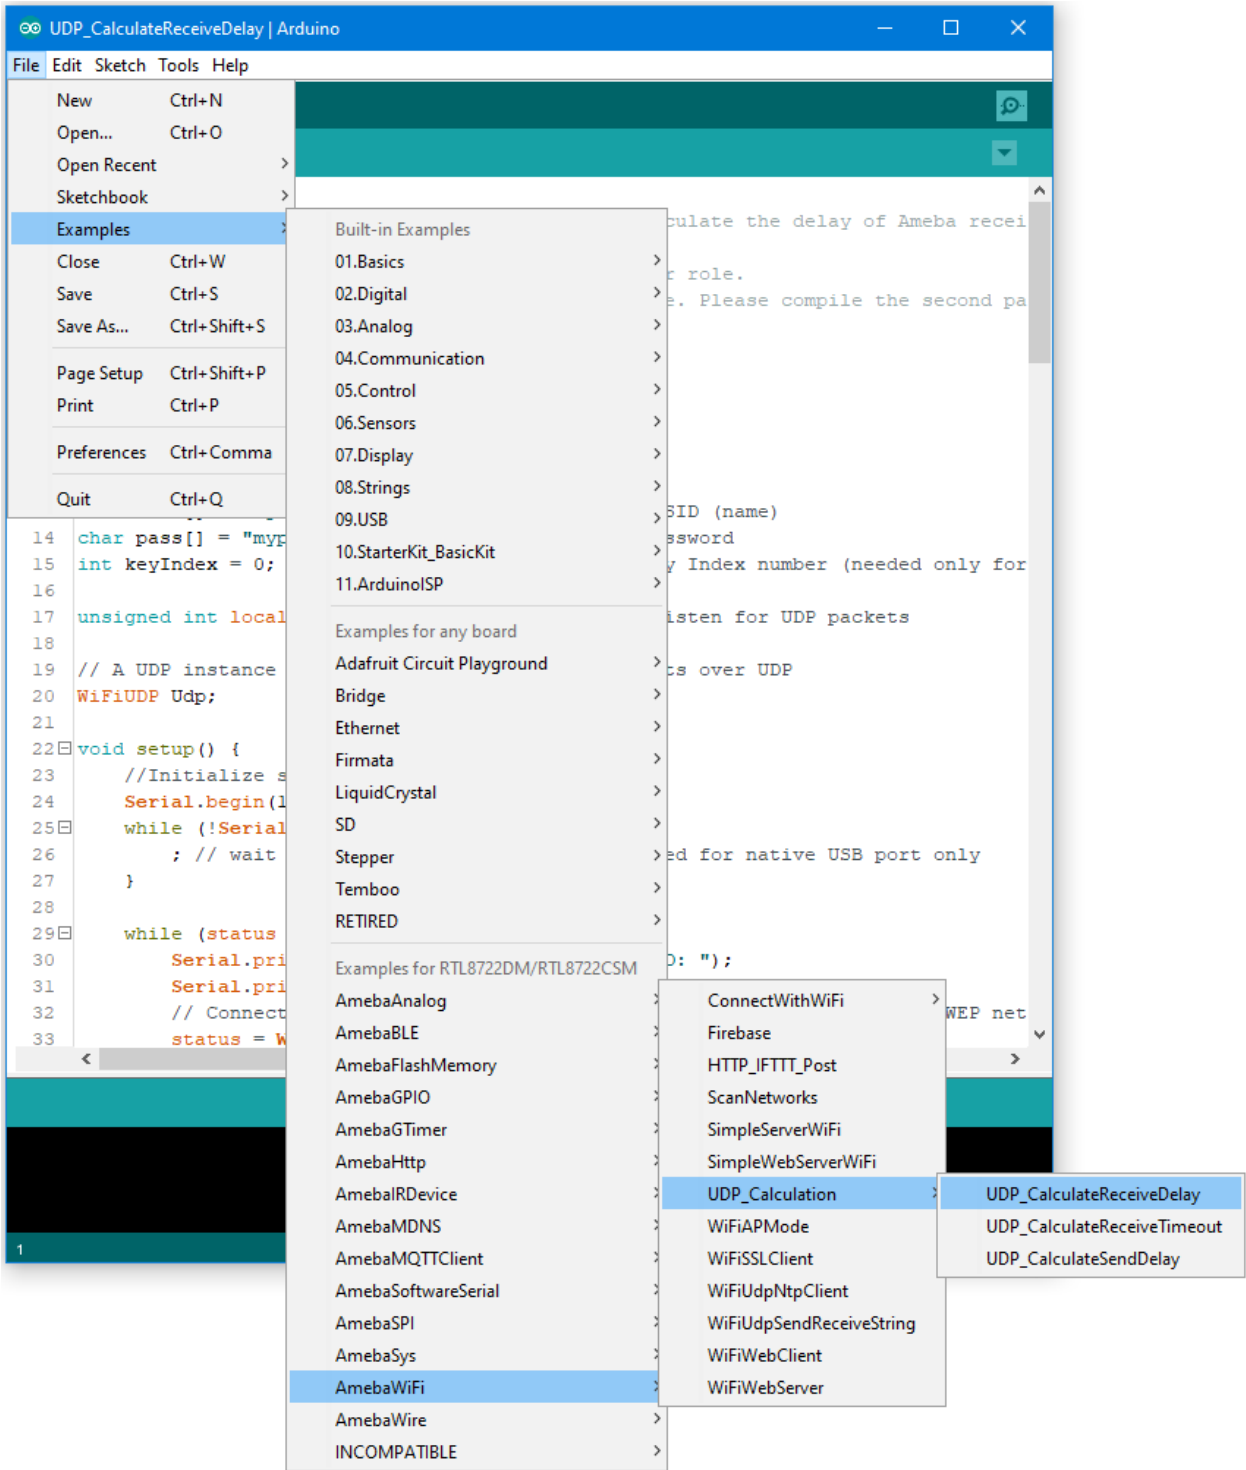 UDP_CalculateReceiveDelay | Arduino
File Edit Sketch Tools Help
New Ctrl+N
Open... Ctrl+O
Open Recent
Sketchbook
Examples
Close Ctrl+W
Save Ctrl+S
Save As... Ctrl+Shift+S
Page Setup Ctrl+Shift+P
Print Ctrl+P
Preferences Ctrl+Comma
Quit Ctrl+Q
Built-in Examples
01.Basics
02.Digital
03.Analog
04.Communication
05.Control
06.Sensors
07.Display
08.Strings
09.USB
10.StarterKit_BasicKit
11.ArduinoISP
Examples for any board
Adafruit Circuit Playground
Bridge
Ethernet
Firmata
LiquidCrystal
SD
Stepper
Temboo
RETIRED
Examples for RTL8722DM/RTL8722CSM
AmebaAnalog
AmebaBLE
AmebaFlashMemory
AmebaGPIO
AmebaGTimer
AmebaHttp
AmebaIRDevice
AmebaMDNS
AmebaMQTTClient
AmebaSoftwareSerial
AmebaSPI
AmebaSys
AmebaWiFi
AmebaWire
INCOMPATIBLE
ConnectWithWiFi
Firebase
HTTP_IFTTT_Post
ScanNetworks
SimpleServerWiFi
SimpleWebServerWiFi
UDP_Calculation
WiFiAPMode
WiFiSSLClient
WiFiUdpNtpClient
WiFiUdpSendReceiveString
WiFiWebClient
WiFiWebServer
UDP_CalculateReceiveDelay
UDP_CalculateReceiveTimeout
UDP_CalculateSendDelay
culate the delay of Ameba recei
r role.
e. Please compile the second pa
SID (name)
14 char pass[] = "myp ssword
15 int keyIndex = 0; y Index number (needed only for
16
17 unsigned int local isten for UDP packets
18
19 // A UDP instance ts over UDP
20 WiFiUDP Udp;
21
22 void setup() {
23 //Initialize s
24 Serial.begin(1
25 while (!Serial
26 ; // wait ed for native USB port only
27 }
28
29 while (status
30 Serial.pri D: ");
31 Serial.pri
32 // Connect WEP net
33 status = W
1